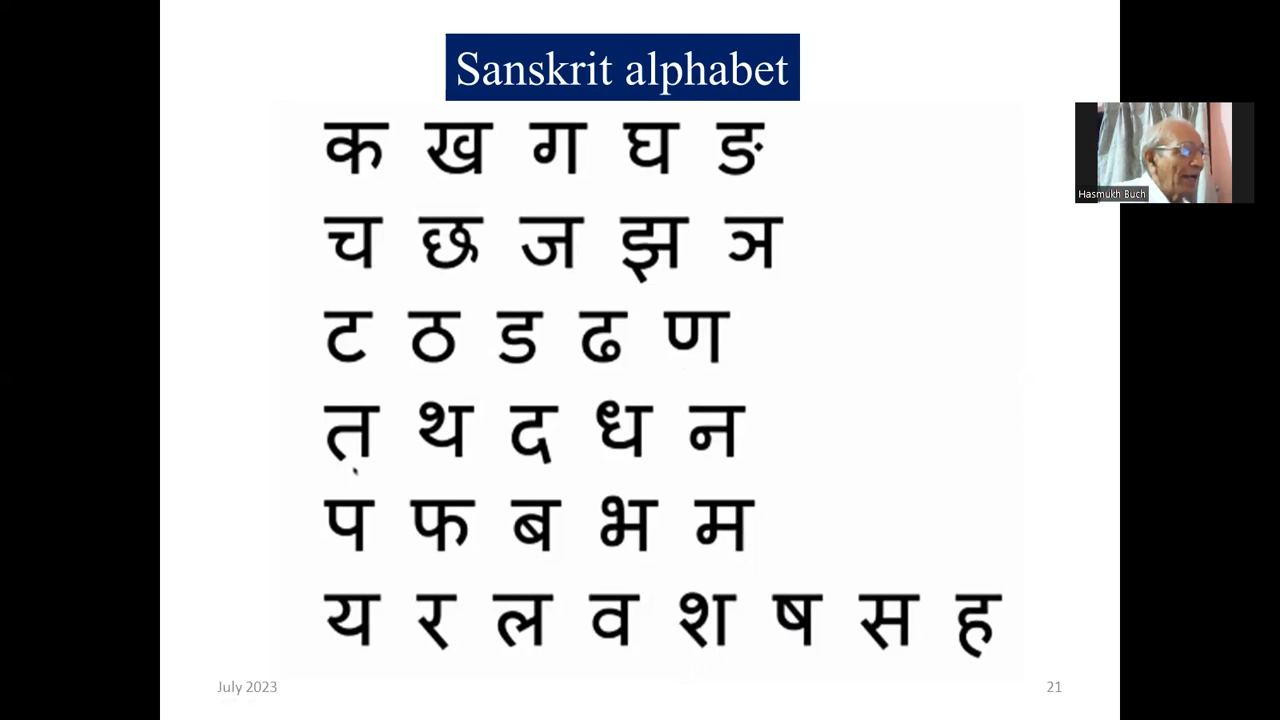 Sanskrit alphabet
क ख ग घ ङ
च छ ज झ ञ
ट ठ ड ढ ण
त थ द ध न
प फ ब भ म
य र ल व श ष स ह
Hasmukh Buch
July 2023
21